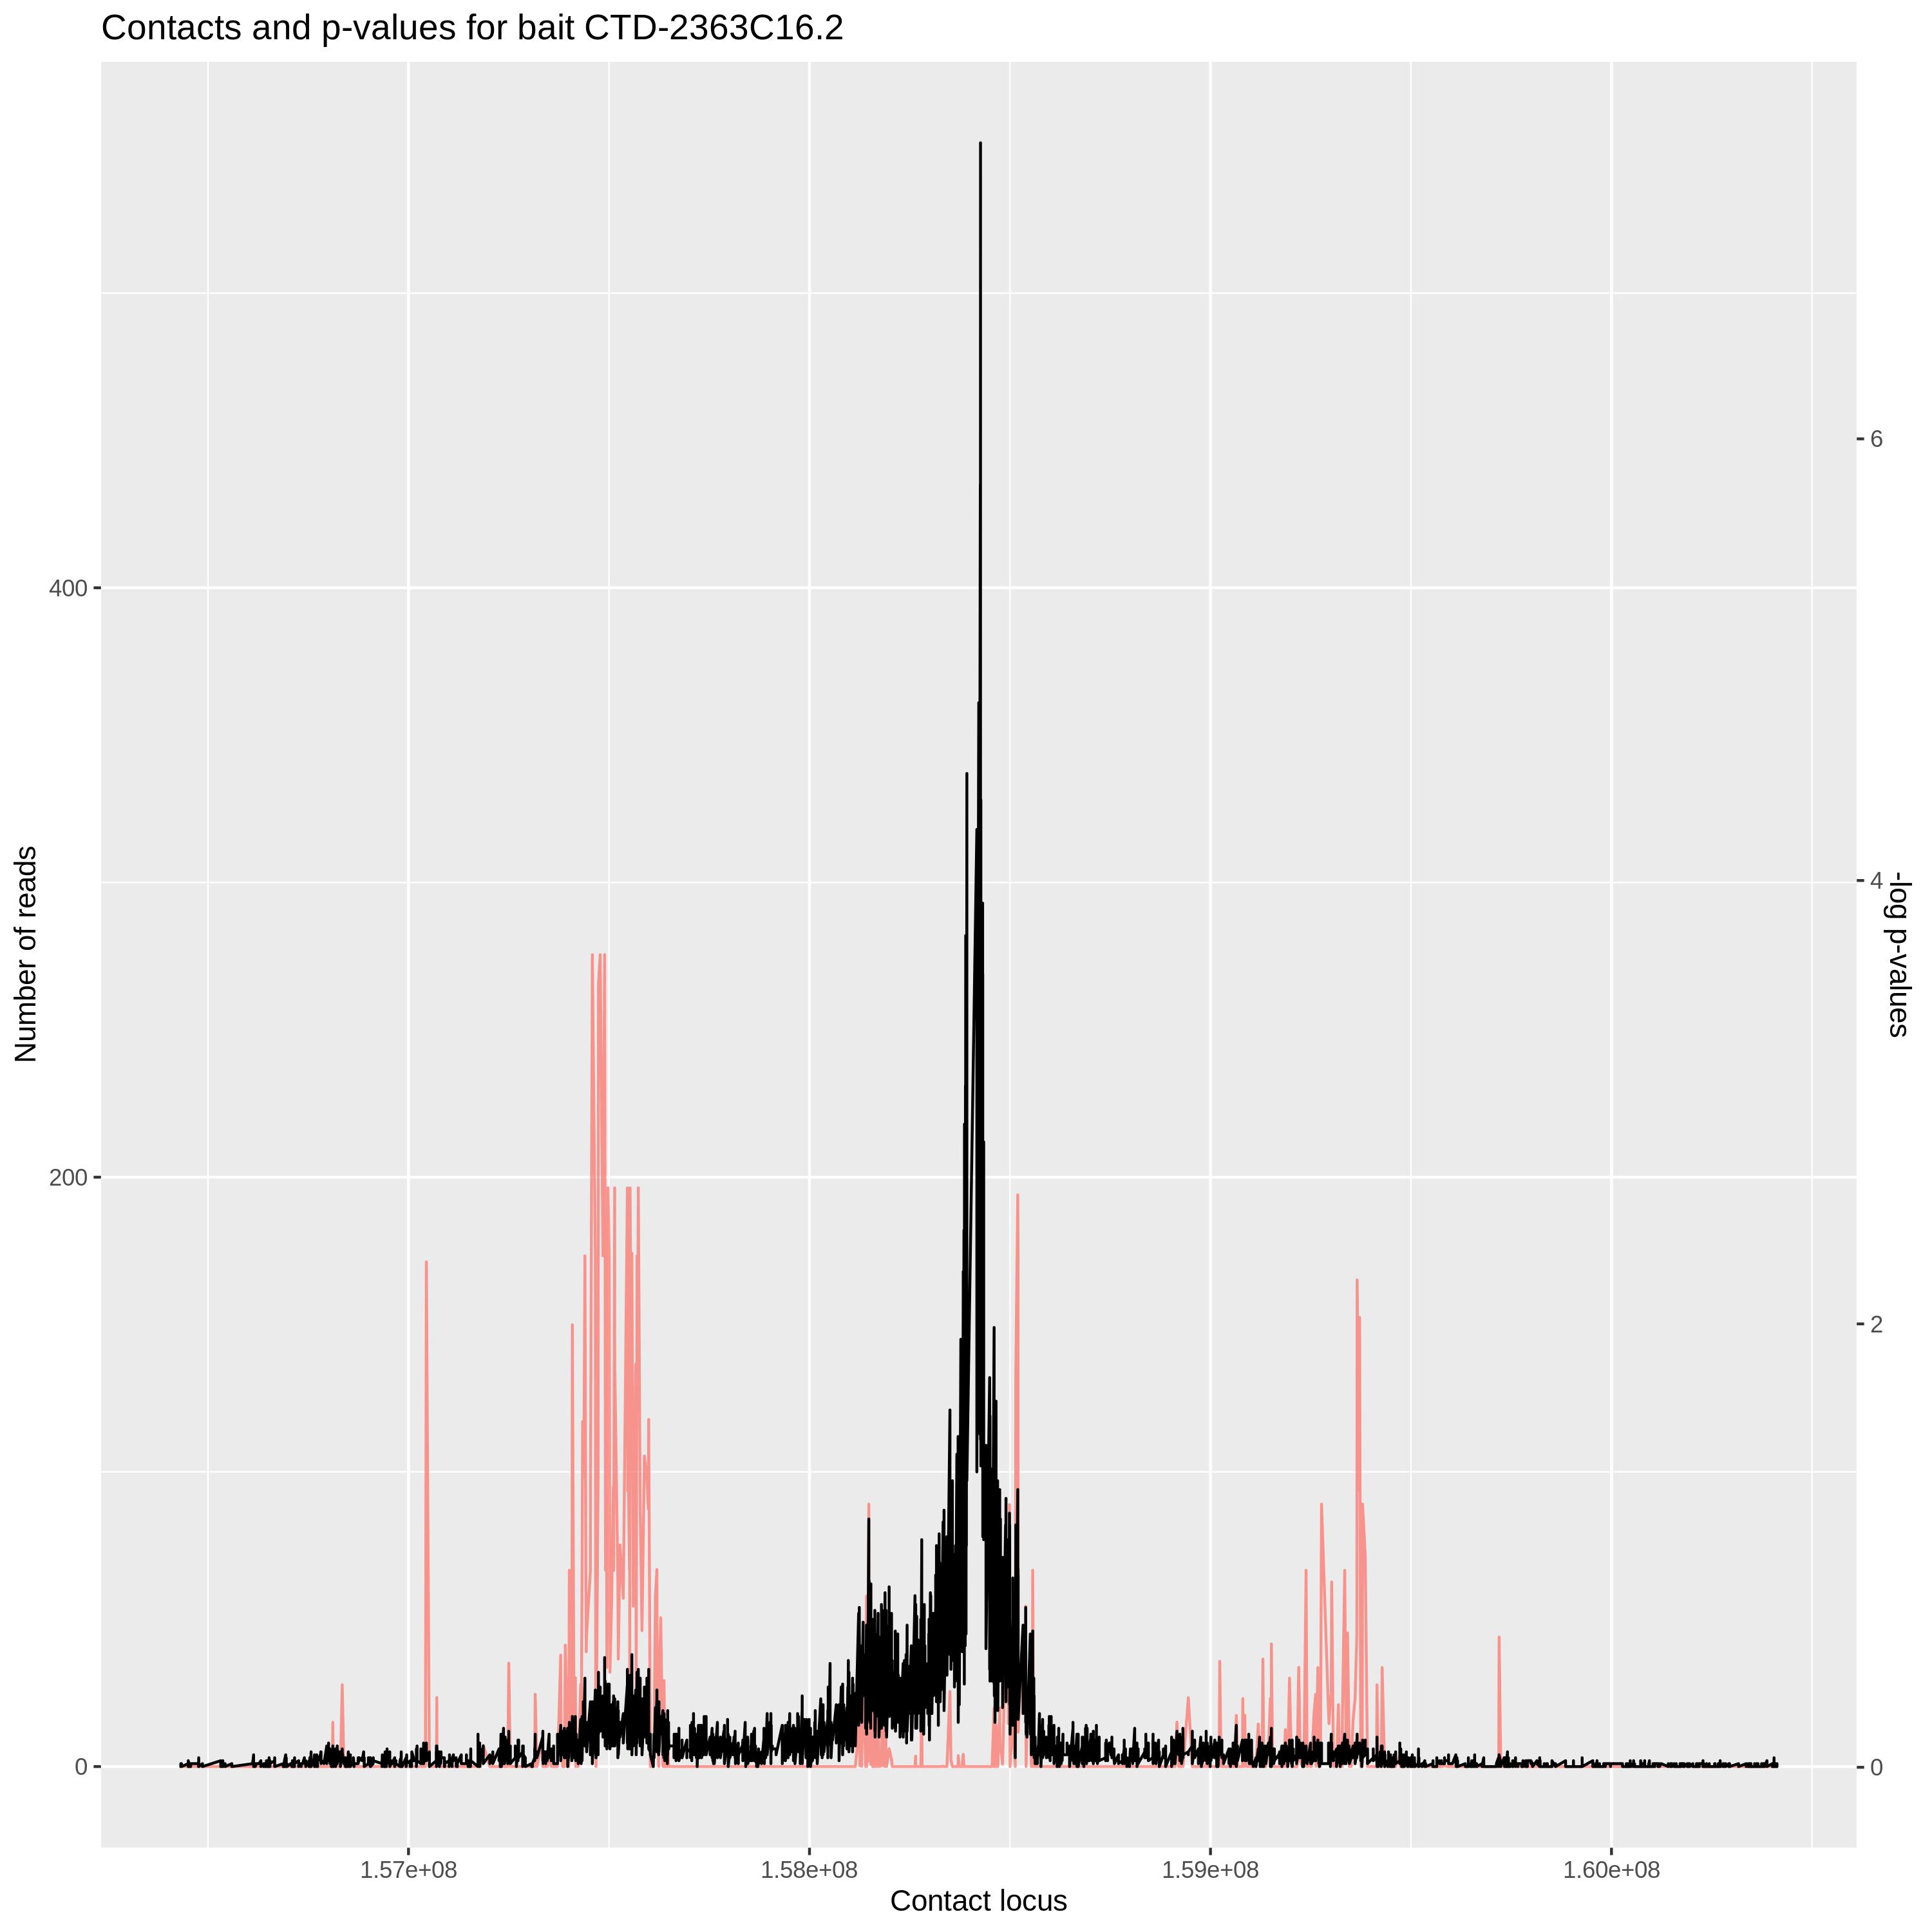 Contacts and p-values for bait CTD-2363C16.2
Number of reads
400
200
0
6
4
2
0
-log p-values
1.57e+08
1.58e+08
1.59e+08
1.60e+08
Contact locus